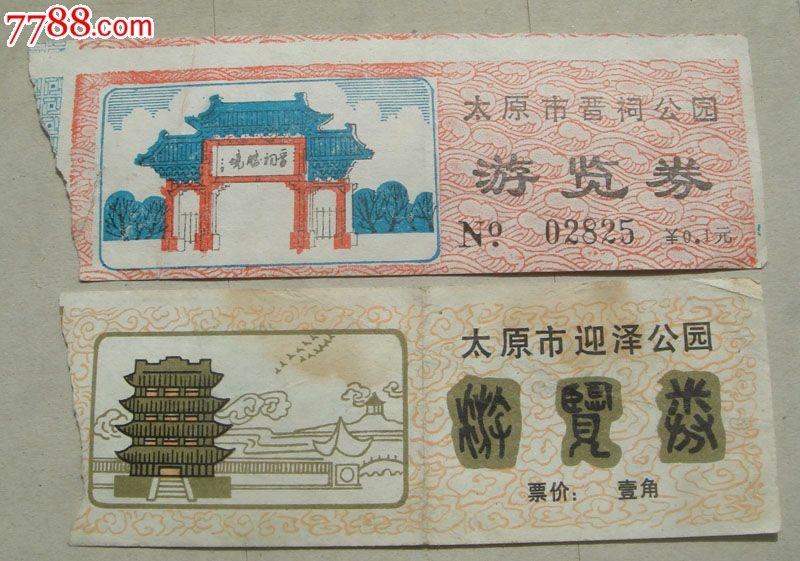 7788.com
太原市晋祠公园
游览券
晋祠胜境
№ 02825 ¥0.1元
太原市迎泽公园
游覽券
票价: 壹角